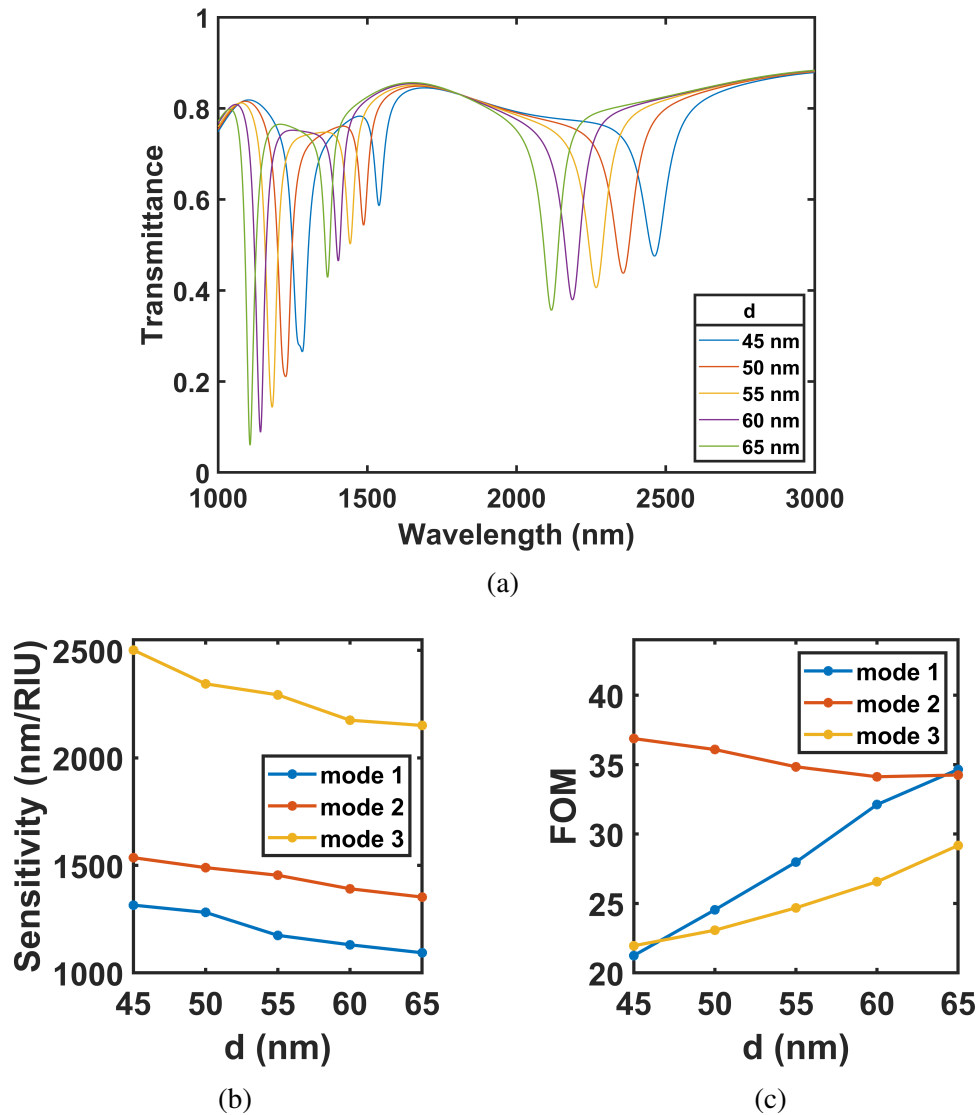 1
0.8
0.6
0.4
0.2
0
Transmittance
d
45 nm
50 nm
55 nm
60 nm
65 nm
1000 1500 2000 2500 3000
Wavelength (nm)
(a)
2500
2000
1500
1000
Sensitivity (nm/RIU)
mode 1
mode 2
mode 3
45 50 55 60 65
d (nm)
(b)
40
35
30
25
20
FOM
mode 1
mode 2
mode 3
45 50 55 60 65
d (nm)
(c)